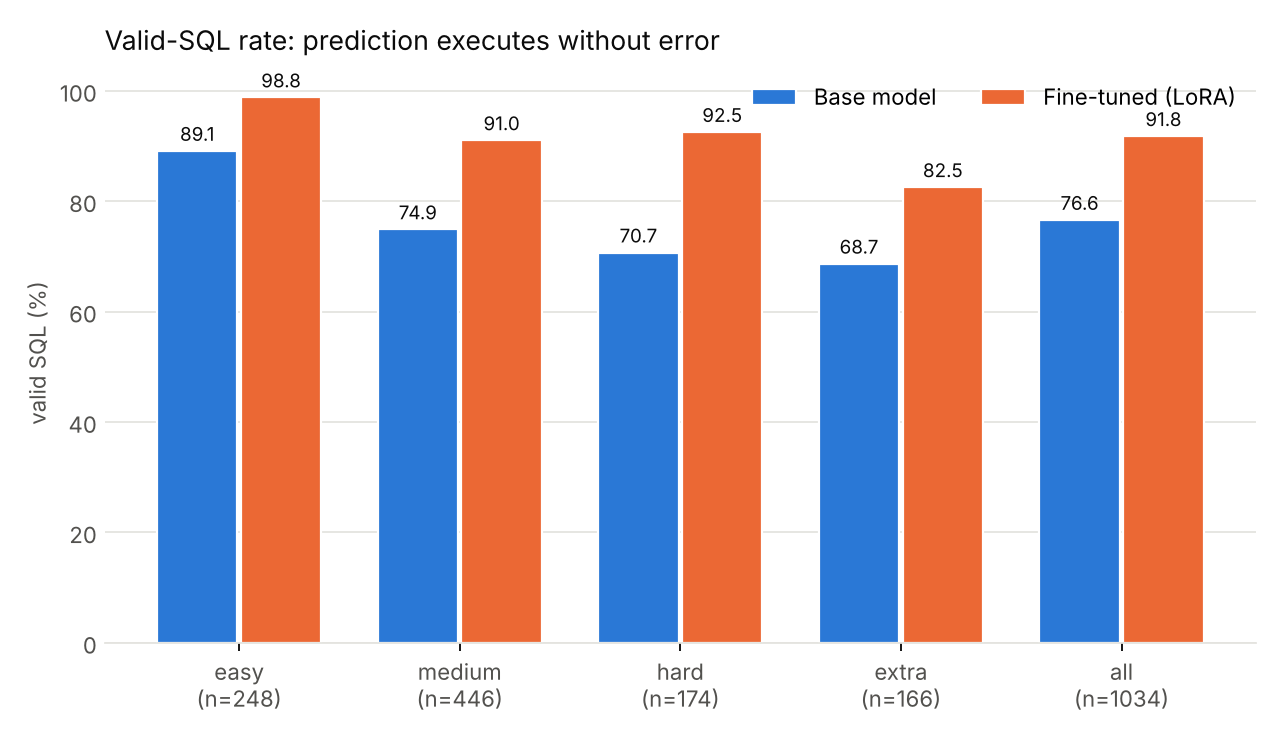 Valid-SQL rate: prediction executes without error
Base model
Fine-tuned (LoRA)
valid SQL (%)
100
80
60
40
20
0
89.1
98.8
74.9
91.0
70.7
92.5
68.7
82.5
76.6
91.8
easy
(n=248)
medium
(n=446)
hard
(n=174)
extra
(n=166)
all
(n=1034)